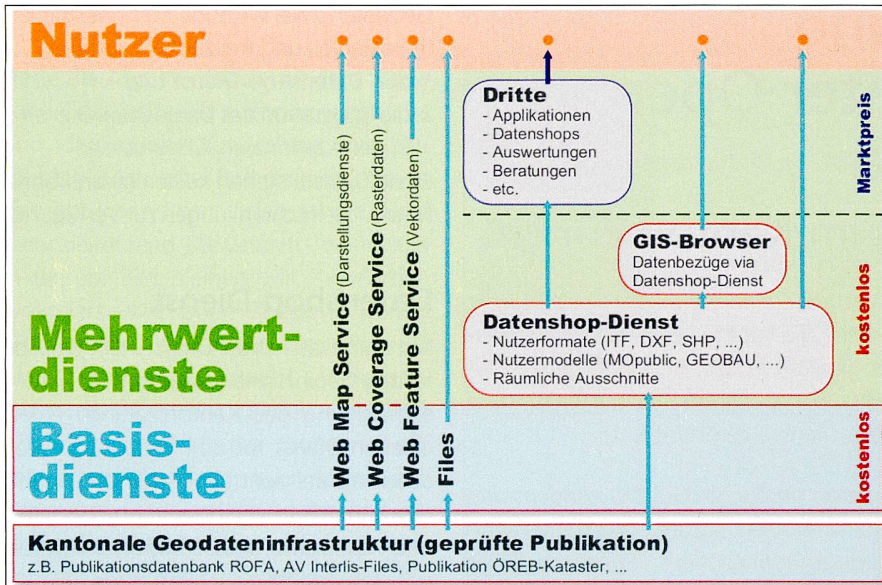 Nutzer
Dritte
- Applikationen
- Datenshops
- Auswertungen
- Beratungen
- etc.
Marktpreis
GIS-Browser
Datenbezüge via
Datenshop-Dienst
kostenlos
Mehrwert-
dienste
Datenshop-Dienst
- Nutzerformate (ITF, DXF, SHP, ...)
- Nutzermodelle (MOpublic, GEOBAU, ...)
- Räumliche Ausschnitte
Basis-
dienste
Web Map Service (Darstellungsdienste)
Web Coverage Service (Rasterdaten)
Web Feature Service (Vektordaten)
Files
kostenlos
Kantonale Geodateninfrastruktur (geprüfte Publikation)
z.B. Publikationsdatenbank ROFA, AV Interlis-Files, Publikation ÖREB-Kataster, ...